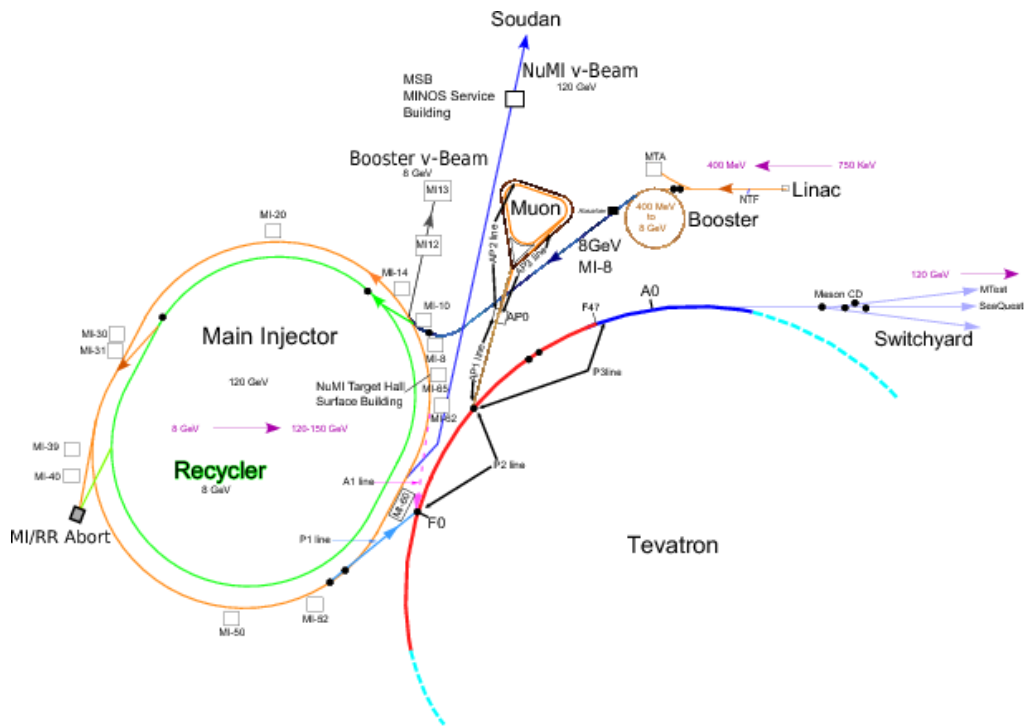 Soudan
NuMI ν-Beam
120 GeV
MSB
MINOS Service
Building
Booster ν-Beam
8 GeV
MI13
MTA
400 MeV
750 KeV
Linac
NTF
Muon
400 MeV
to
8 GeV
Booster
MI-20
MI12
AP2 line
AP3 line
8GeV
MI-8
MI-14
120 GeV
MTest
Meson CD
SeaQuest
A0
F47
Switchyard
MI-10
AP0
MI-30
MI-31
Main Injector
MI-8
AP1 line
P3line
120 GeV
NuMI Target Hall
Surface Building
MI-65
MI-62
8 GeV
120-150 GeV
MI-39
MI-40
Recycler
8 GeV
A1 line
P2 line
MI-60
F0
MI/RR Abort
P1 line
Tevatron
MI-52
MI-50